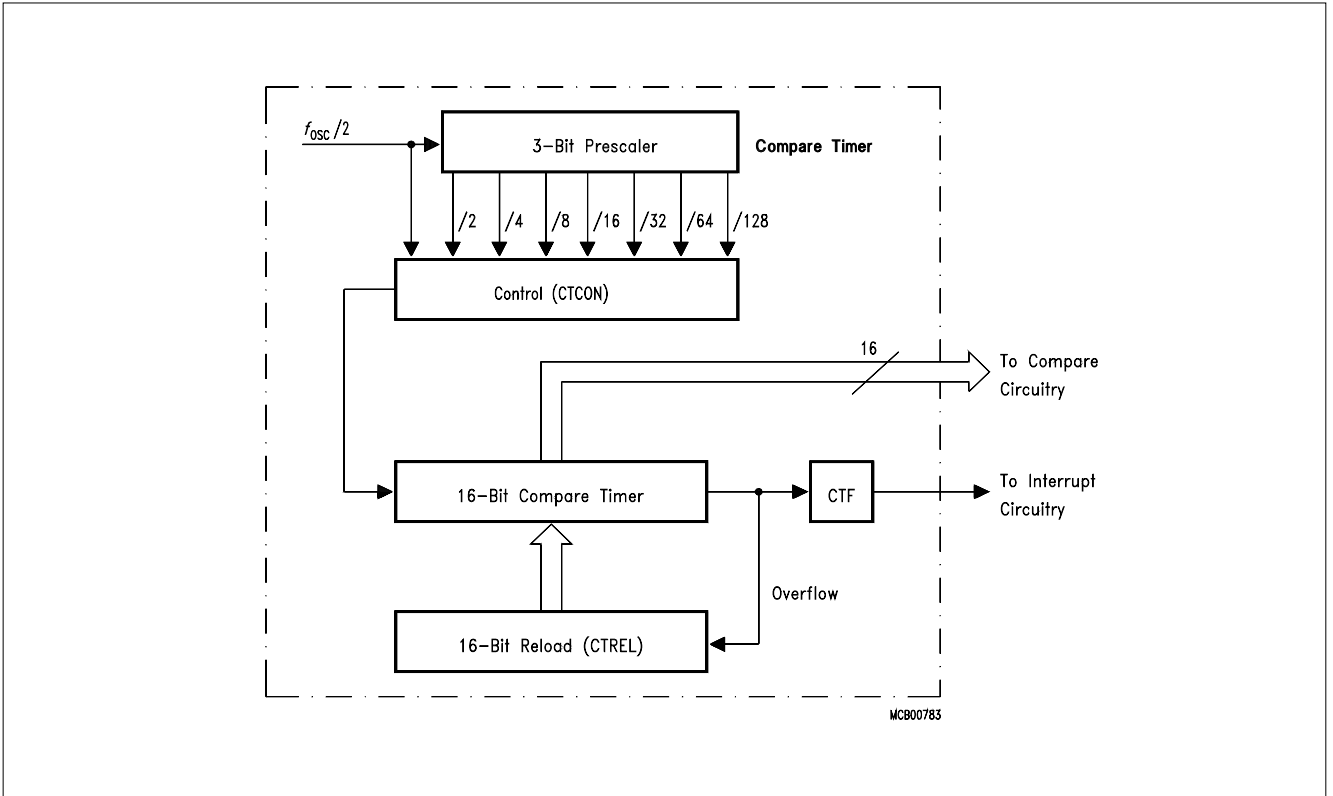 fOSC/2
3-Bit Prescaler
Compare Timer
/2 /4 /8 /16 /32 /64 /128
Control (CTCON)
16
To Compare
Circuitry
16-Bit Compare Timer
CTF
To Interrupt
Circuitry
Overflow
16-Bit Reload (CTREL)
MCB00783